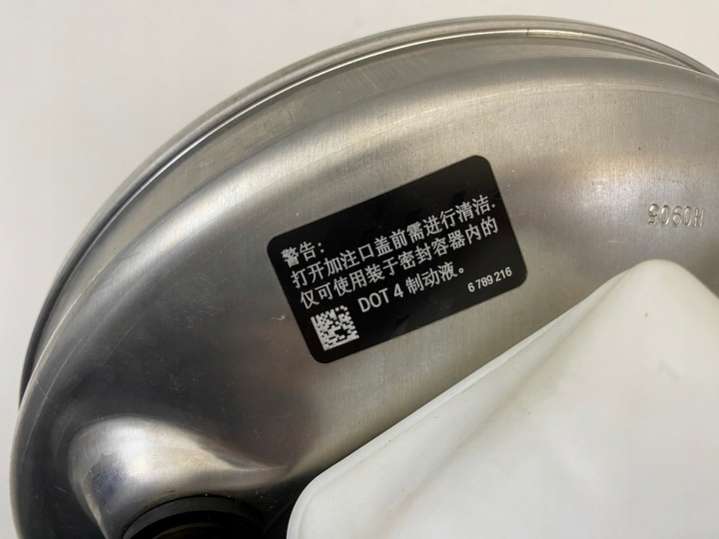 警告：
打开加注口盖前需进行清洁.
仅可使用装于密封容器内的
DOT 4 制动液。
6 789 216